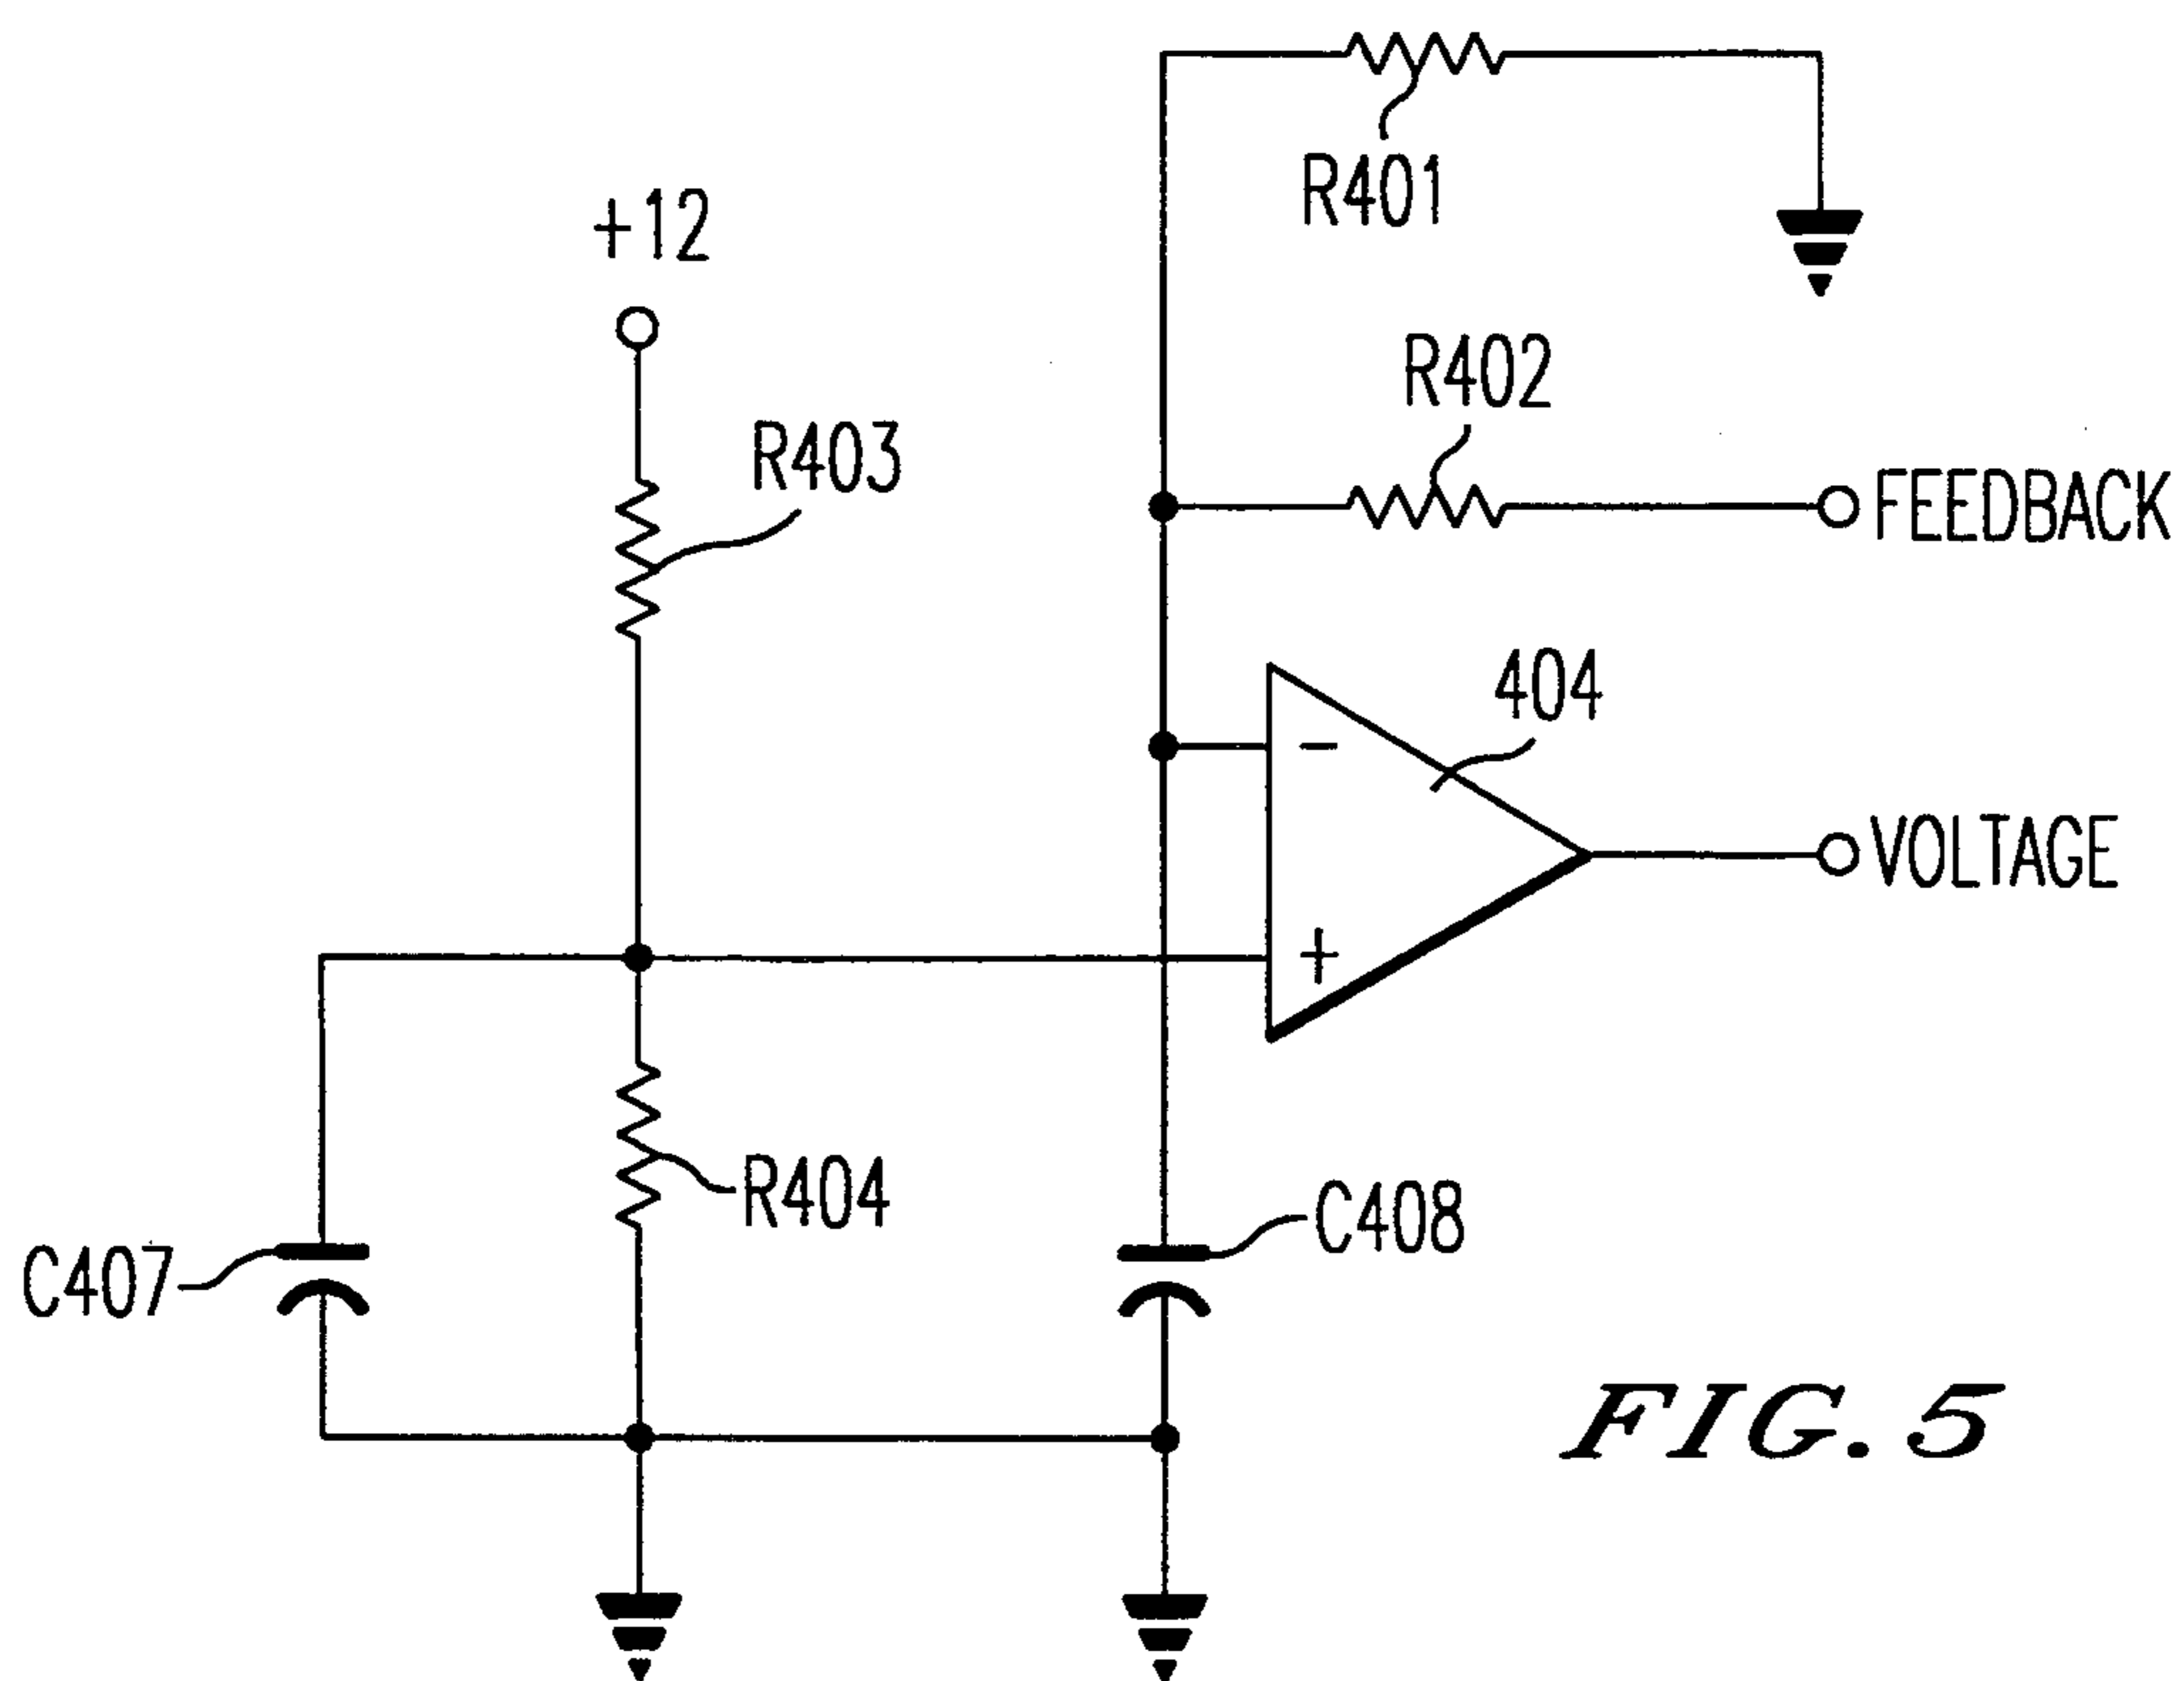 R401
+12
R402
R403
FEEDBACK
404
-
VOLTAGE
+
R404
C408
C407
FIG. 5